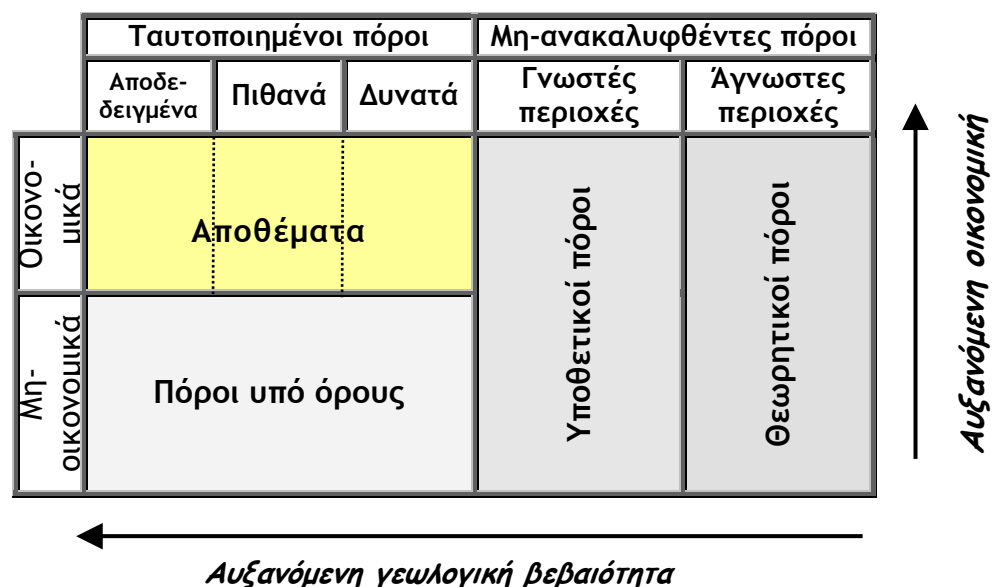 Ταυτοποιημένοι πόροι
Μη-ανακαλυφθέντες πόροι
Αποδε-
δειγμένα
Πιθανά
Δυνατά
Γνωστές
περιοχές
Άγνωστες
περιοχές
Οικονο-
μικά
Αποθέματα
Μη-
οικονομικά
Πόροι υπό όρους
Υποθετικοί πόροι
Θεωρητικοί πόροι
Αυξανόμενη οικονομική
Αυξανόμενη γεωλογική βεβαιότητα